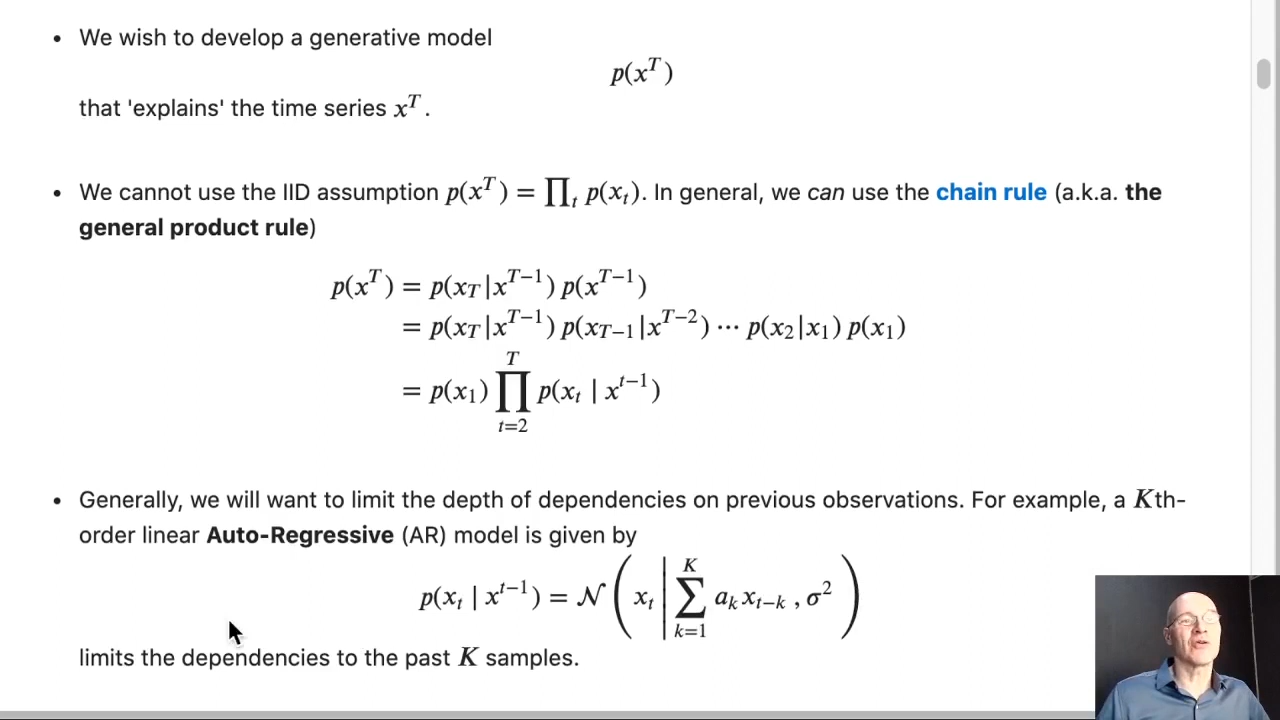 • We wish to develop a generative model
p(x^T)
that 'explains' the time series x^T.
• We cannot use the IID assumption p(x^T) = ∏_t p(x_t). In general, we can use the chain rule (a.k.a. the
general product rule)
p(x^T) = p(x_T|x^{T−1}) p(x^{T−1})
= p(x_T|x^{T−1}) p(x_{T−1}|x^{T−2}) ⋯ p(x_2|x_1) p(x_1)
= p(x_1) ∏_{t=2}^{T} p(x_t | x^{t−1})
• Generally, we will want to limit the depth of dependencies on previous observations. For example, a Kth-
order linear Auto-Regressive (AR) model is given by
p(x_t | x^{t−1}) = 𝒩 ( x_t | ∑_{k=1}^{K} a_k x_{t−k} , σ^2 )
limits the dependencies to the past K samples.